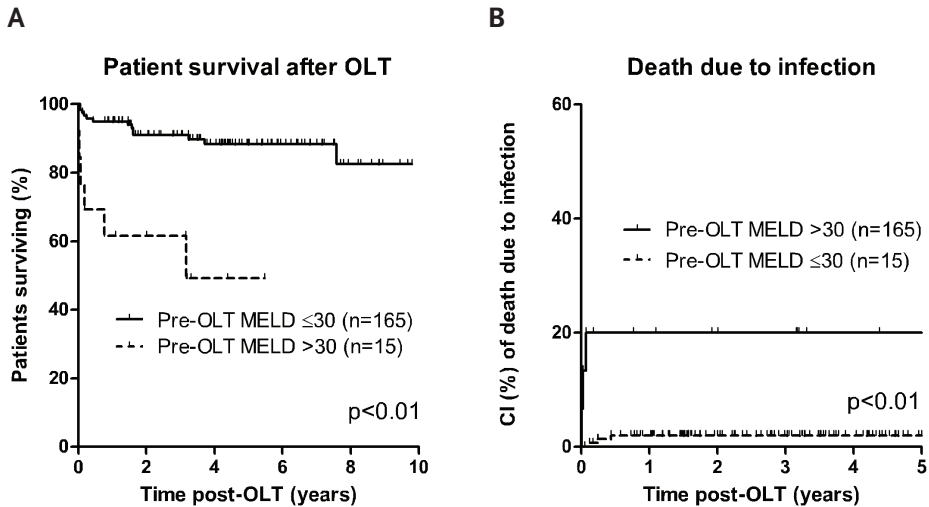 A
Patient survival after OLT
Patients surviving (%)
100
80
60
40
20
0
Pre-OLT MELD ≤30 (n=165)
Pre-OLT MELD >30 (n=15)
p<0.01
0 2 4 6 8 10
Time post-OLT (years)
B
Death due to infection
CI (%) of death due to infection
60
40
20
0
Pre-OLT MELD >30 (n=165)
Pre-OLT MELD ≤30 (n=15)
p<0.01
0 1 2 3 4 5
Time post-OLT (years)